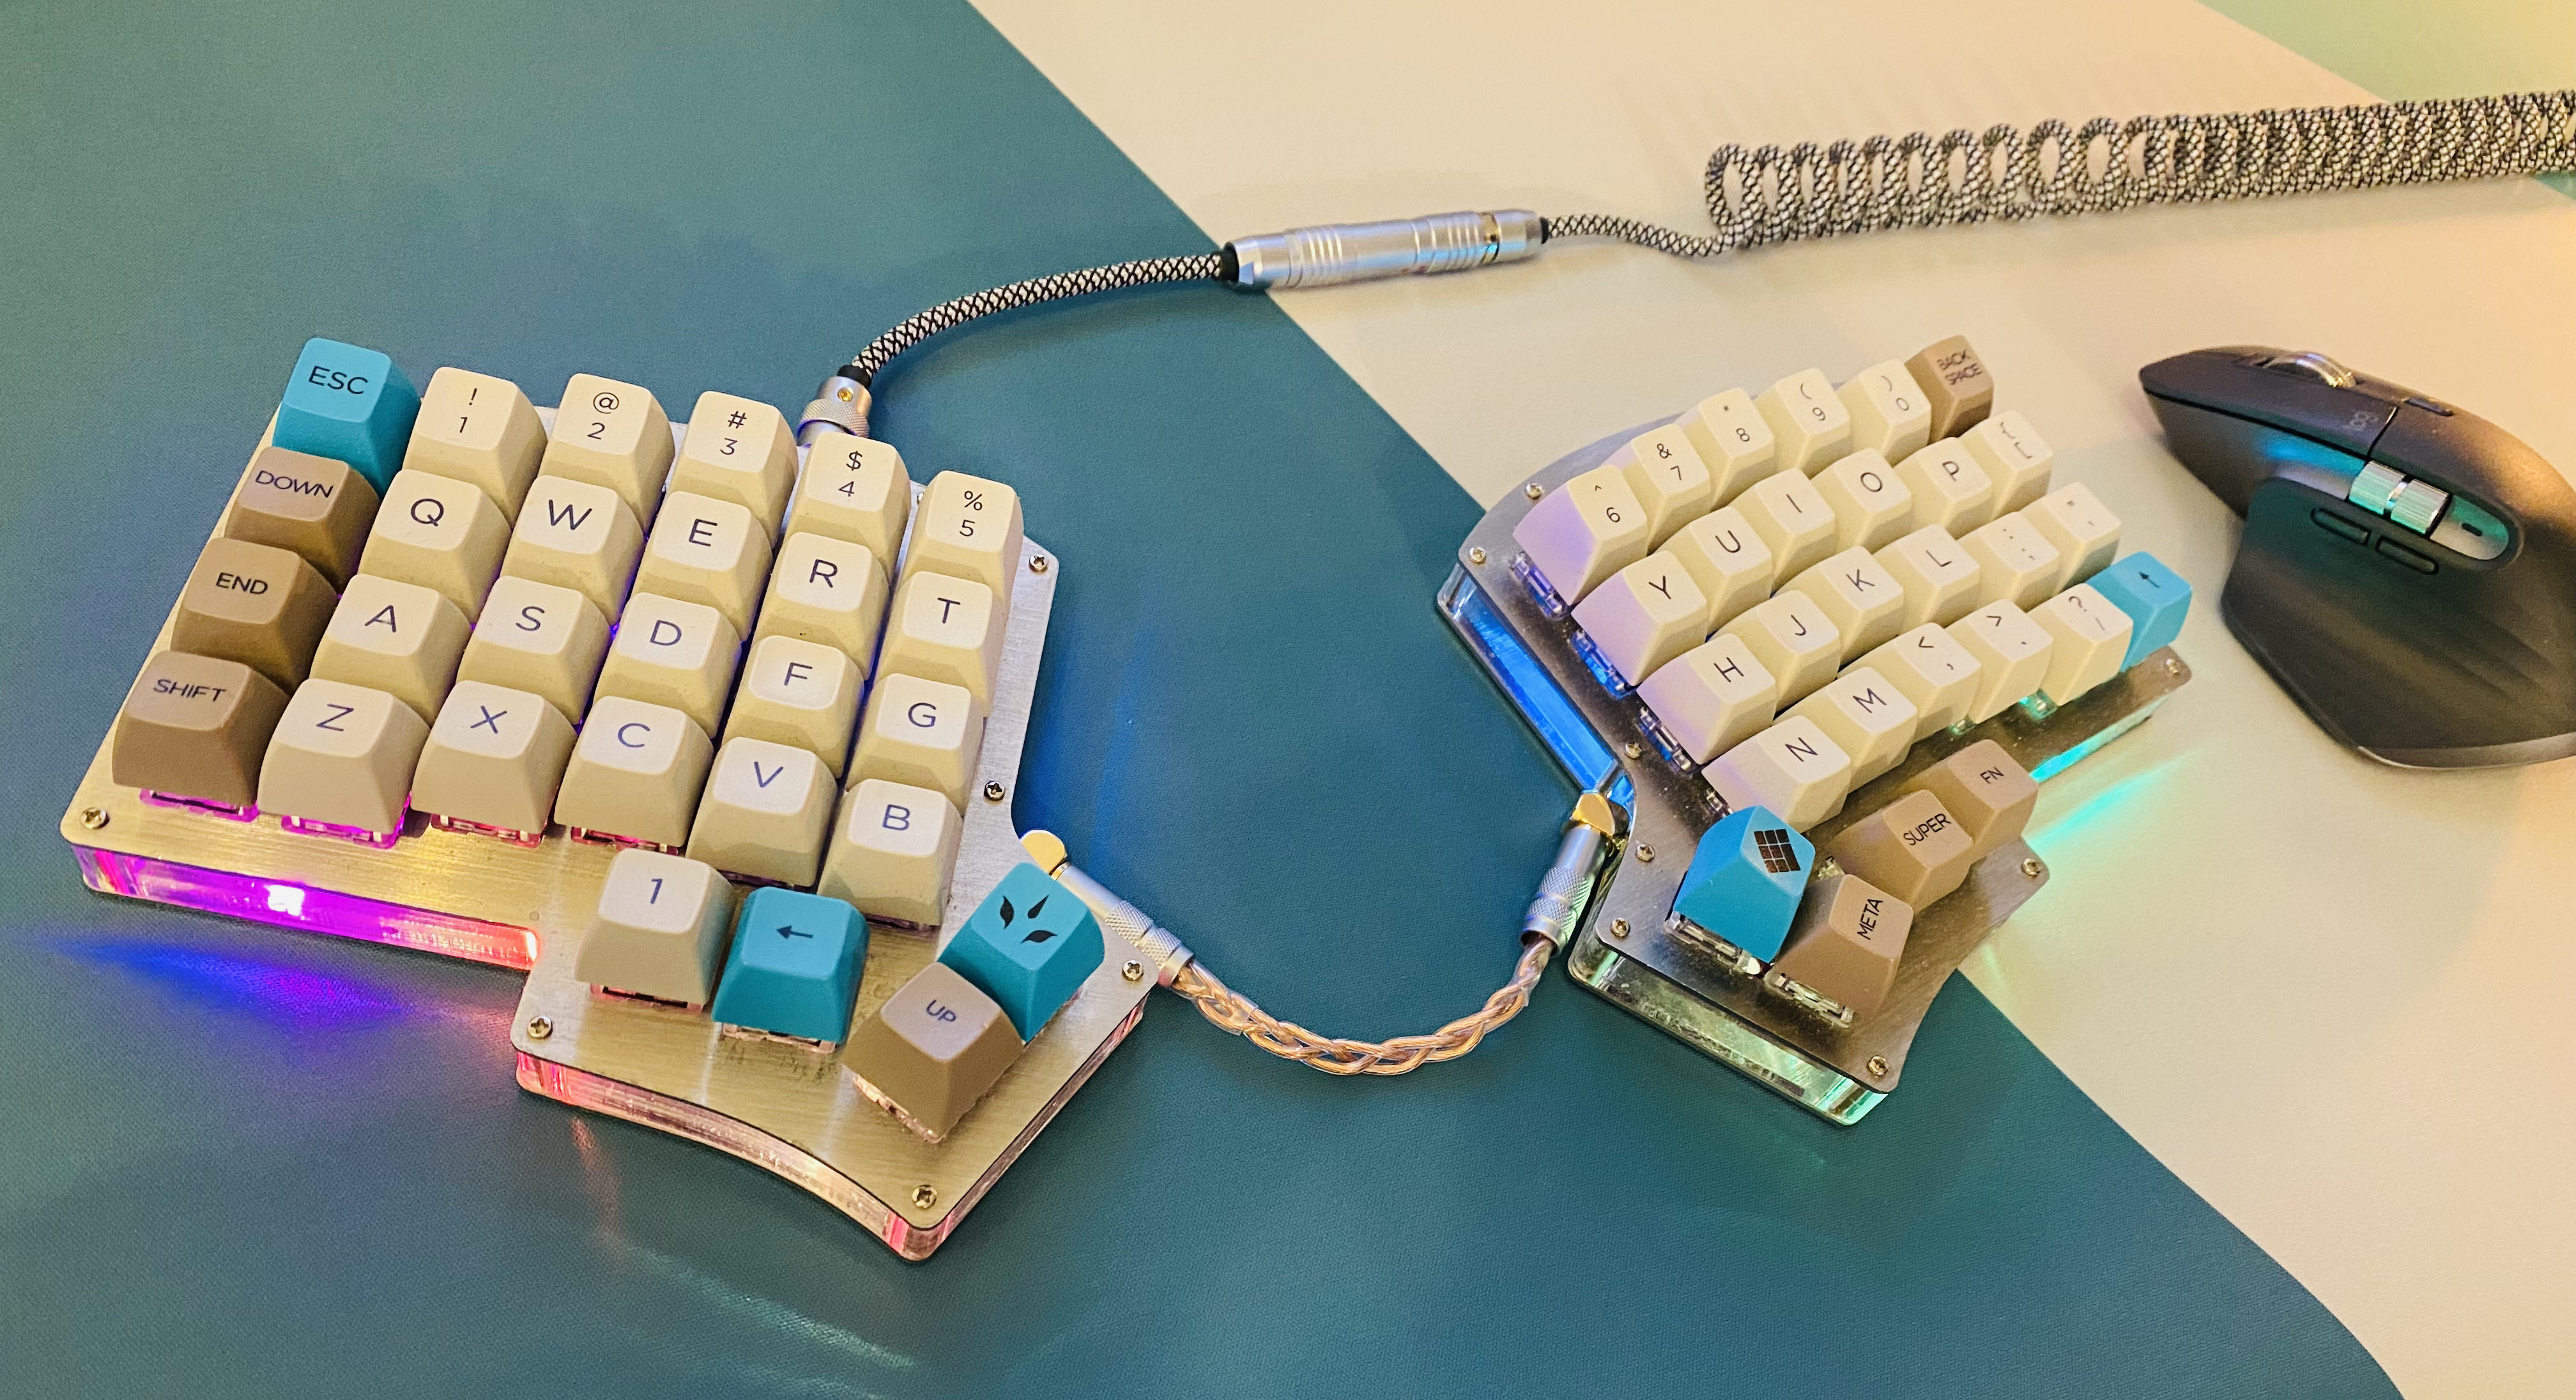 ESC
!
1
@
2
#
3
$
4
%
5
DOWN
Q
W
E
R
T
END
A
S
D
F
G
SHIFT
Z
X
C
V
B
1
←
UP
^
6
&
7
*
8
(
9
)
0
BACK
SPACE
Y
U
I
O
P
{
[
H
J
K
L
:
;
"
N
M
<
,
>
.
?
/
←
META
SUPER
FN
logi